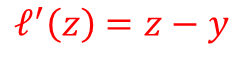 ℓ′(z) = z − y